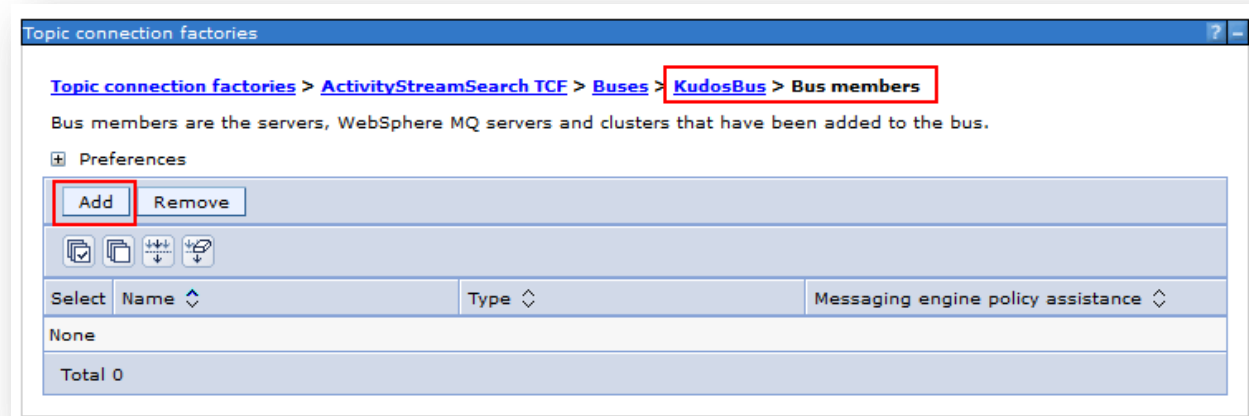 Topic connection factories ? –
Topic connection factories > ActivityStreamSearch TCF > Buses > KudosBus > Bus members
Bus members are the servers, WebSphere MQ servers and clusters that have been added to the bus.
+ Preferences
Add Remove
Select Name Type Messaging engine policy assistance
None
Total 0